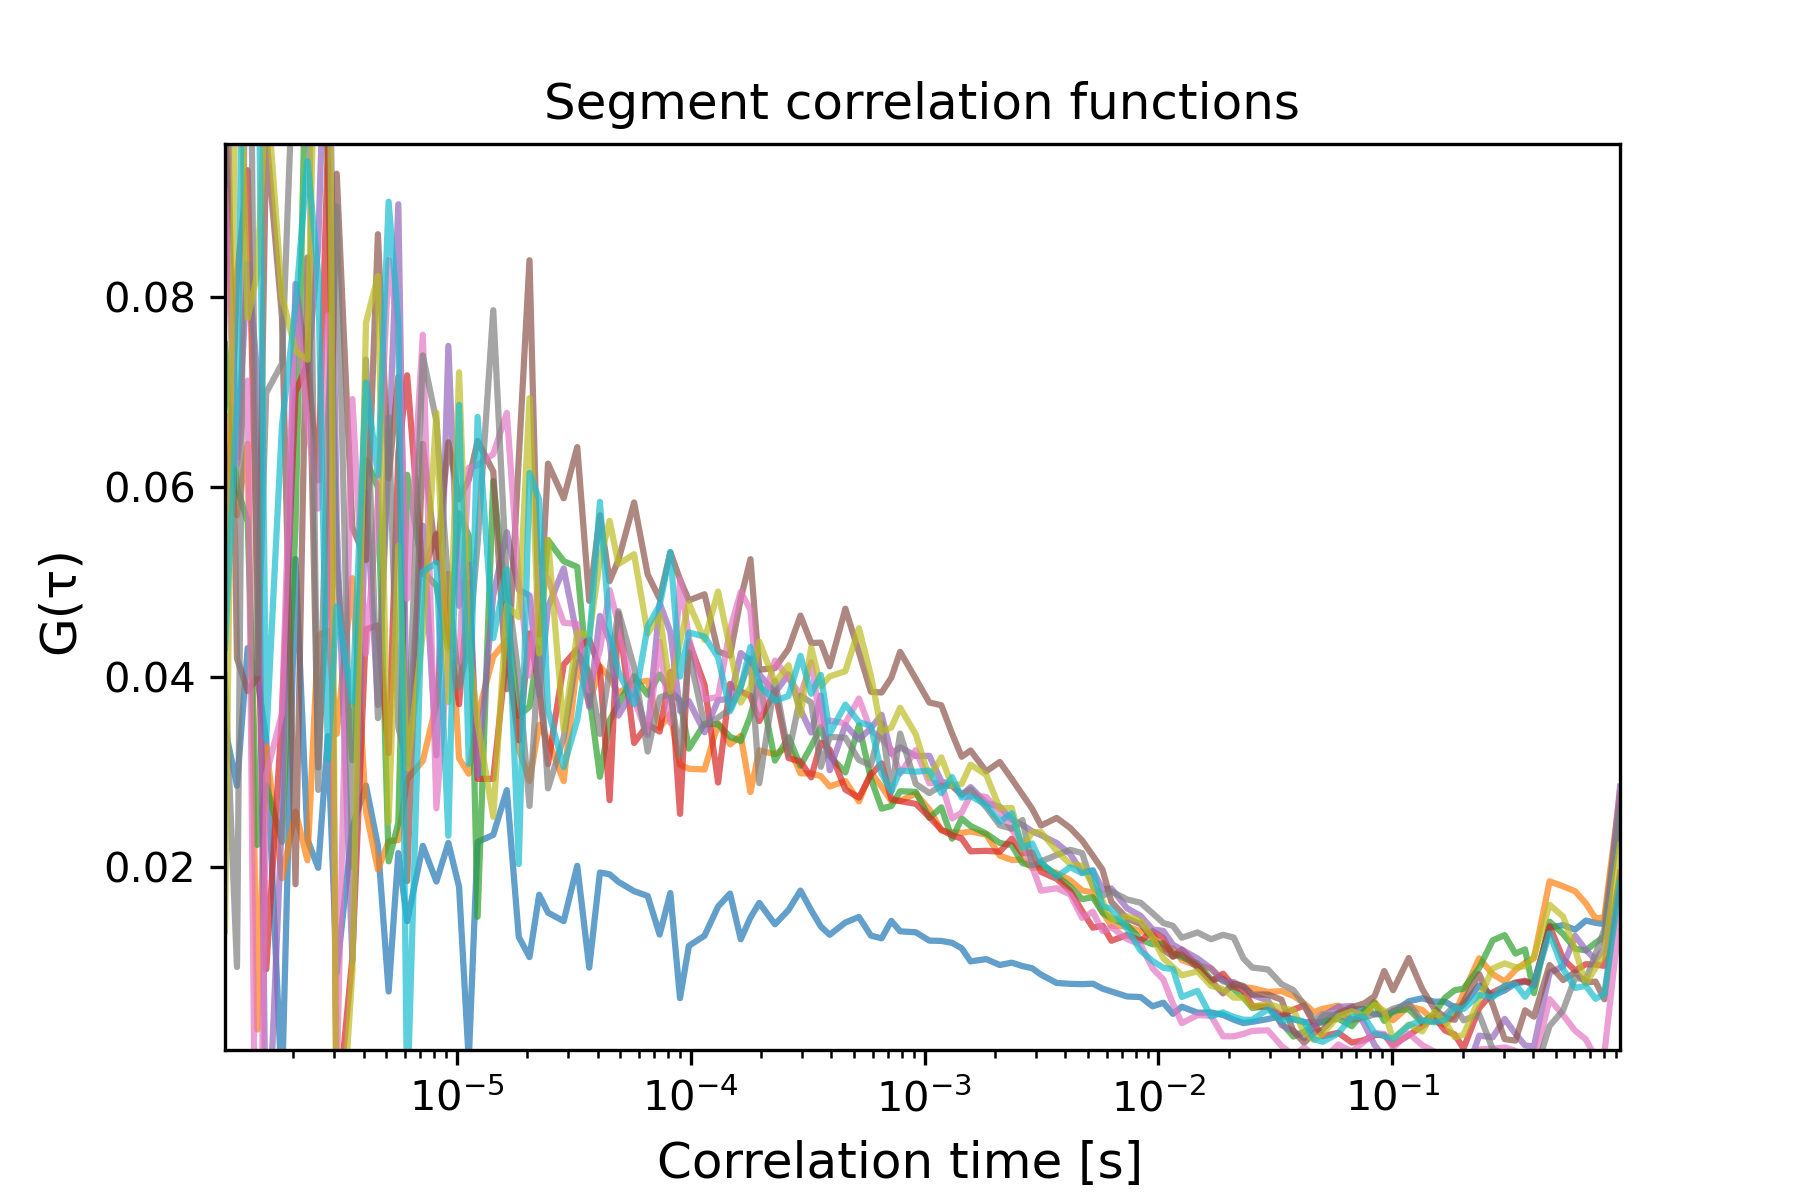 Segment correlation functions
G(τ)
0.08
0.06
0.04
0.02
10⁻⁵ 10⁻⁴ 10⁻³ 10⁻² 10⁻¹
Correlation time [s]